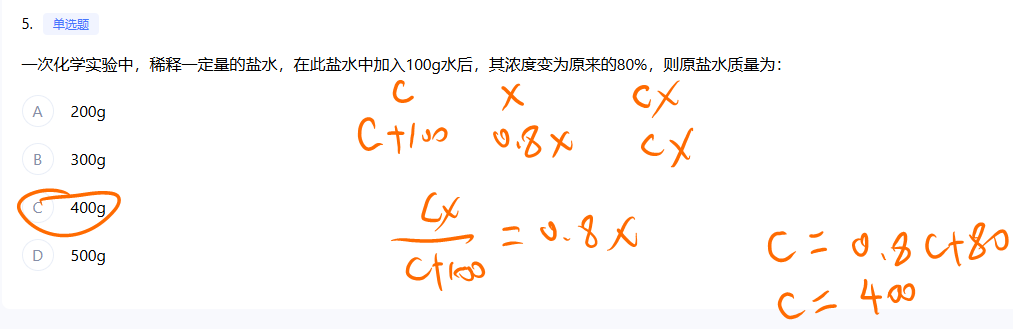 5. 单选题
一次化学实验中，稀释一定量的盐水，在此盐水中加入100g水后，其浓度变为原来的80%，则原盐水质量为：
C X CX
A 200g
C+100 0.8X CX
B 300g
C 400g
CX
—— = 0.8X
C+100
C = 0.8C+80
D 500g
C = 400